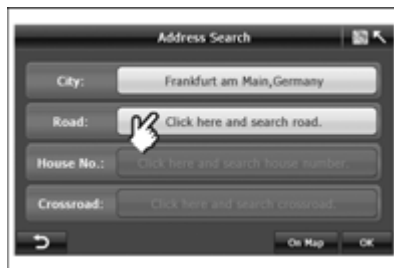 Address Search
City: Frankfurt am Main,Germany
Road: Click here and search road.
House No.: Click here and search house number.
Crossroad: Click here and search crossroad.
On Map OK